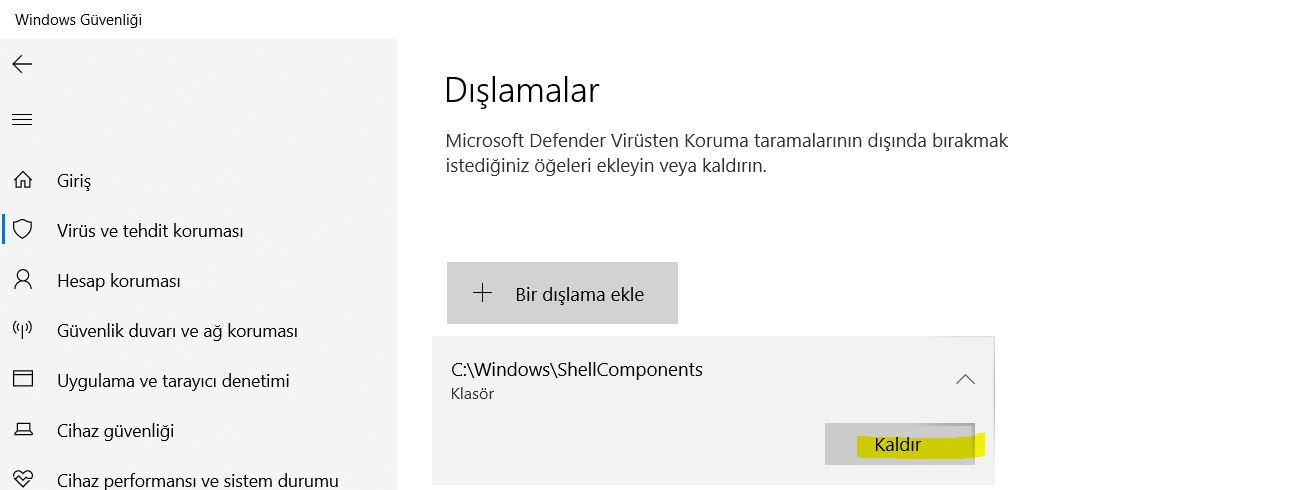 Windows Güvenliği
Giriş
Virüs ve tehdit koruması
Hesap koruması
Güvenlik duvarı ve ağ koruması
Uygulama ve tarayıcı denetimi
Cihaz güvenliği
Cihaz performansı ve sistem durumu
Dışlamalar
Microsoft Defender Virüsten Koruma taramalarının dışında bırakmak
istediğiniz öğeleri ekleyin veya kaldırın.
Bir dışlama ekle
C:\Windows\ShellComponents
Klasör
Kaldır